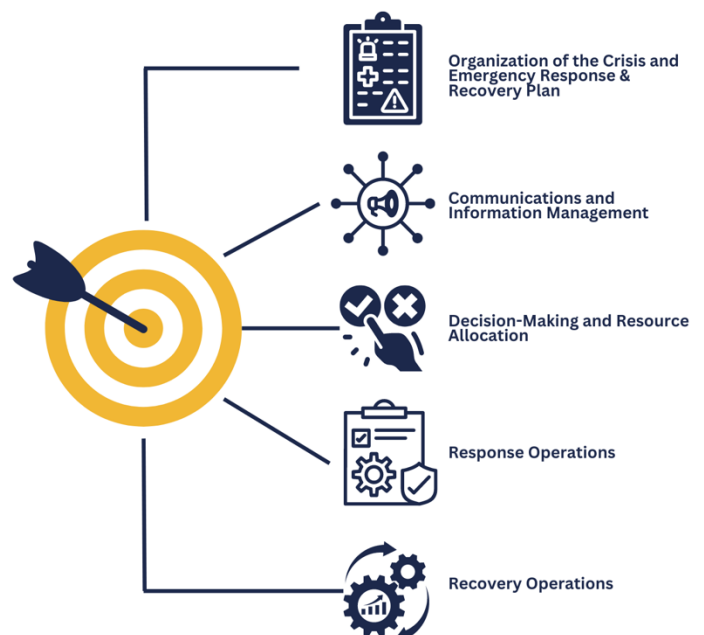 Organization of the Crisis and
Emergency Response &
Recovery Plan
Communications and
Information Management
Decision-Making and Resource
Allocation
Response Operations
Recovery Operations